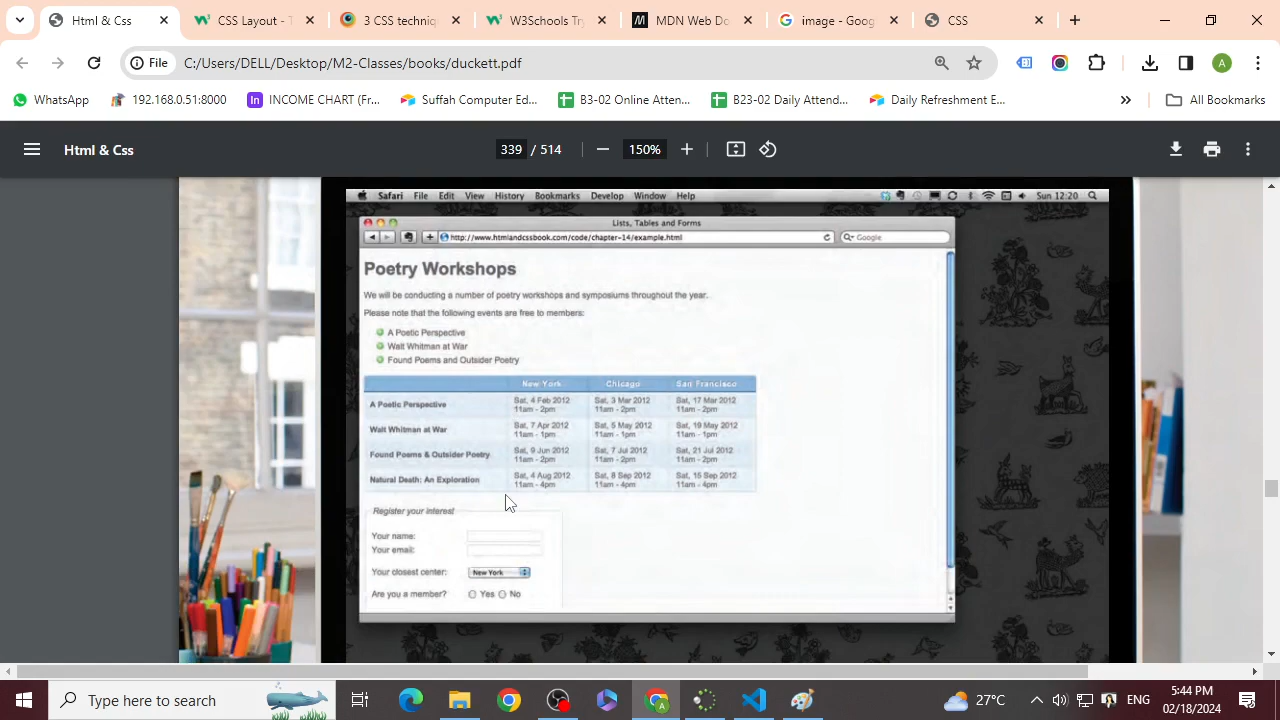 Html & Css
CSS Layout - T
3 CSS techniq
W3Schools Try
MDN Web Do
image - Goog
CSS
File
C:/Users/DELL/Desktop/M2-Classes/books/duckett.pdf
A
WhatsApp
192.168.0.51:8000
In
INCOME CHART (Fr...
Suffah Computer Ed...
B3-02 Online Atten...
B23-02 Daily Attend...
Daily Refreshment E...
All Bookmarks
Html & Css
339 / 514
150%
Safari File Edit View History Bookmarks Develop Window Help
Sun 12:20
Lists, Tables and Forms
http://www.htmlandcssbook.com/code/chapter-14/example.html
Google
Poetry Workshops
We will be conducting a number of poetry workshops and symposiums throughout the year.
Please note that the following events are free to members:
A Poetic Perspective
Walt Whitman at War
Found Poems and Outsider Poetry
New York Chicago San Francisco
A Poetic Perspective Sat, 4 Feb 2012 Sat, 3 Mar 2012 Sat, 17 Mar 2012
11am - 2pm 11am - 2pm 11am - 2pm
Walt Whitman at War Sat, 7 Apr 2012 Sat, 5 May 2012 Sat, 19 May 2012
11am - 1pm 11am - 1pm 11am - 1pm
Found Poems & Outsider Poetry Sat, 9 Jun 2012 Sat, 7 Jul 2012 Sat, 21 Jul 2012
11am - 2pm 11am - 2pm 11am - 2pm
Natural Death: An Exploration Sat, 4 Aug 2012 Sat, 8 Sep 2012 Sat, 15 Sep 2012
11am - 4pm 11am - 4pm 11am - 4pm
Register your interest
Your name:
Your email:
Your closest center: New York
Are you a member? Yes No
Type here to search
27°C
ENG
5:44 PM
02/18/2024